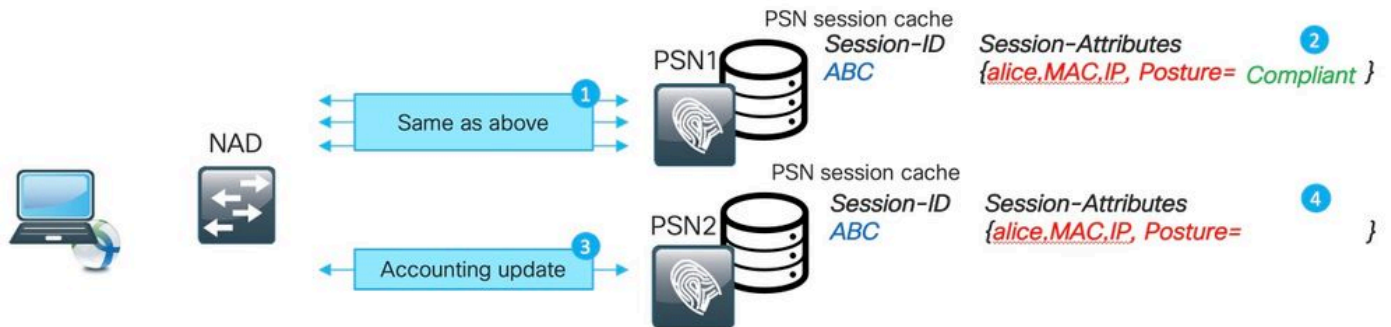 PSN session cache
Session-ID Session-Attributes 2
PSN1
ABC {alice,MAC,IP, Posture= Compliant }
1
Same as above
NAD
PSN session cache
Session-ID Session-Attributes 4
PSN2
ABC {alice,MAC,IP, Posture= }
3
Accounting update